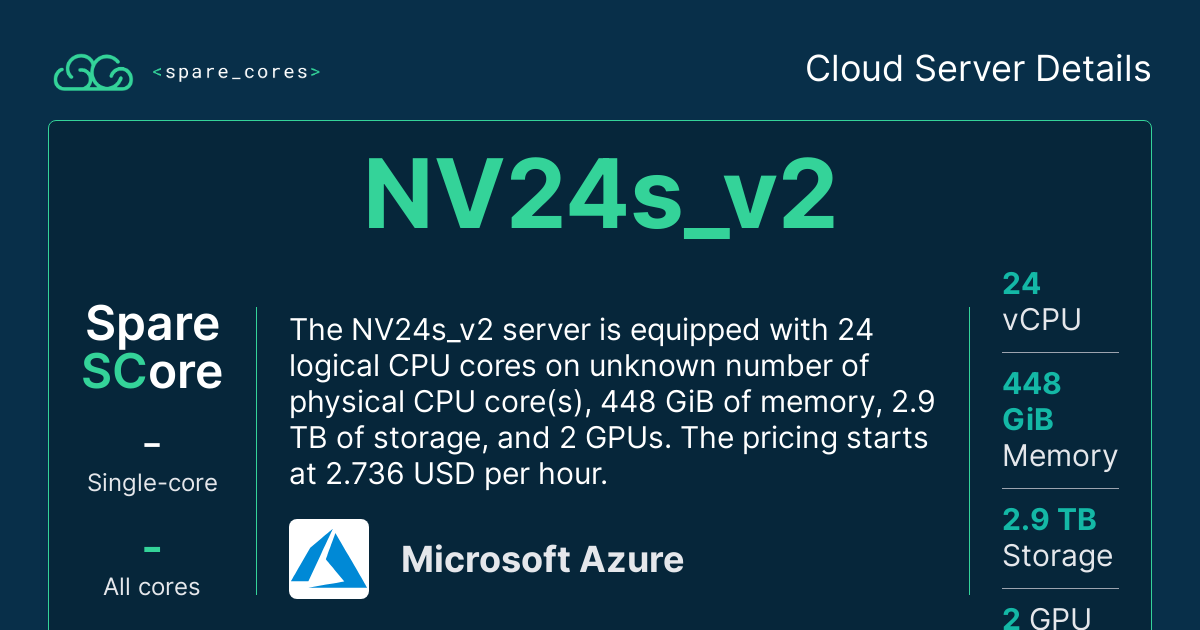 <spare_cores>
Cloud Server Details
NV24s_v2
Spare
SCore
-
Single-core
-
All cores
The NV24s_v2 server is equipped with 24
logical CPU cores on unknown number of
physical CPU core(s), 448 GiB of memory, 2.9
TB of storage, and 2 GPUs. The pricing starts
at 2.736 USD per hour.
Microsoft Azure
24
vCPU
448
GiB
Memory
2.9 TB
Storage
2 GPU